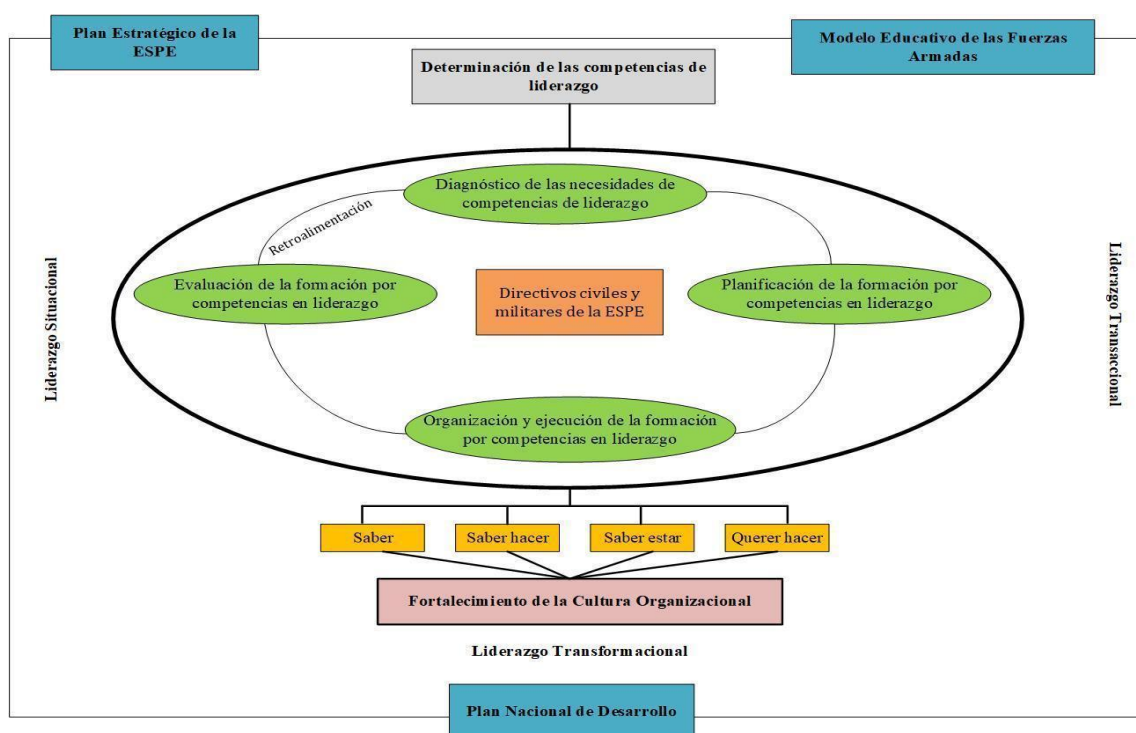 Plan Estratégico de la
ESPE
Modelo Educativo de las Fuerzas
Armadas
Determinación de las competencias de
liderazgo
Diagnóstico de las necesidades de
competencias de liderazgo
Retroalimentación
Evaluación de la formación por
competencias en liderazgo
Directivos civiles y
militares de la ESPE
Planificación de la formación por
competencias en liderazgo
Liderazgo Situacional
Liderazgo Transaccional
Organización y ejecución de la formación
por competencias en liderazgo
Saber
Saber hacer
Saber estar
Querer hacer
Fortalecimiento de la Cultura Organizacional
Liderazgo Transformacional
Plan Nacional de Desarrollo